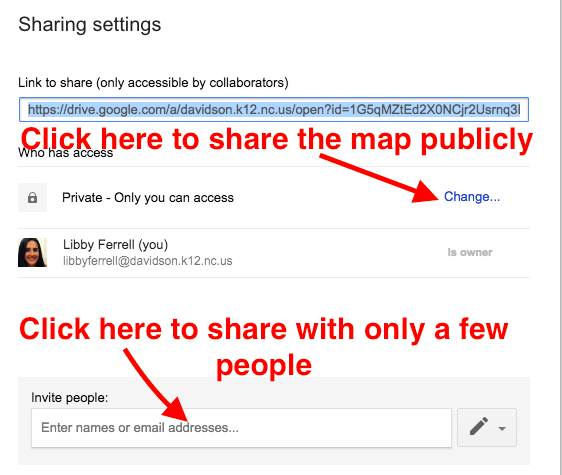 Sharing settings
Link to share (only accessible by collaborators)
https://drive.google.com/a/davidson.k12.nc.us/open?id=1G5qMZtEd2X0NCjr2Usrnq3l
Click here to share the map publicly
Who has access
Private - Only you can access
Change...
Libby Ferrell (you)
libbyferrell@davidson.k12.nc.us
Is owner
Click here to share with only a few
people
Invite people:
Enter names or email addresses...